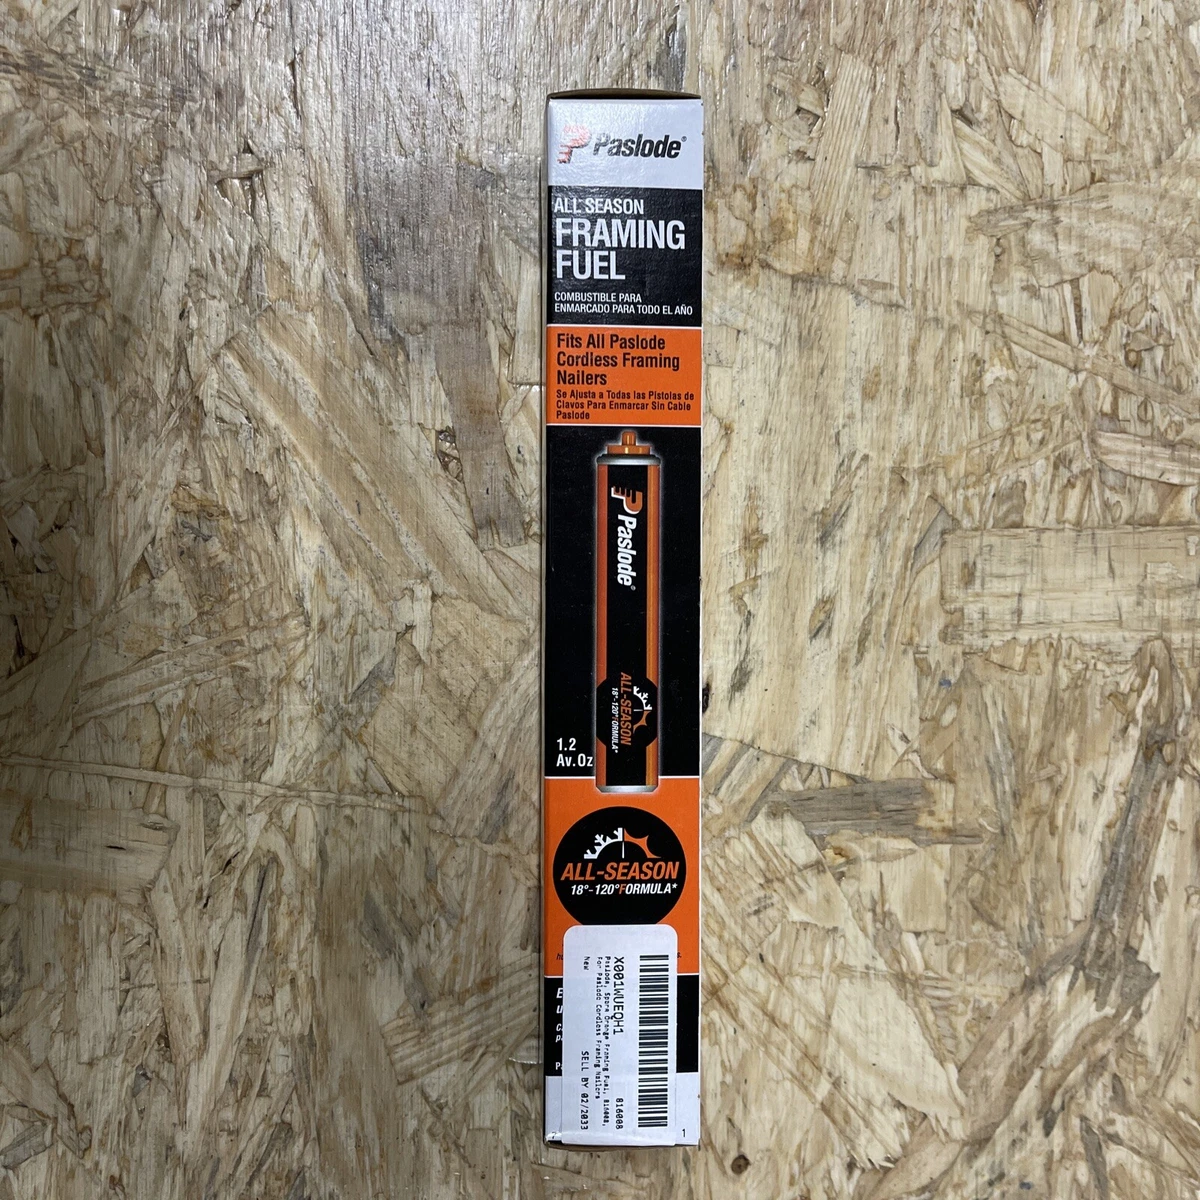 Paslode®
ALL SEASON
FRAMING
FUEL
COMBUSTIBLE PARA
ENMARCADO PARA TODO EL AÑO
Fits All Paslode
Cordless Framing
Nailers
Se Ajusta a Todas las Pistolas de
Clavos Para Enmarcar Sin Cable
Paslode
Paslode®
ALL-SEASON
18°-120°FORMULA*
1.2
Av.Oz
ALL-SEASON
18°-120°FORMULA*
X001WUEQH1
Paslode, Spare Orange Framing Fuel, 816008,
For Paslode Cordless Framing Nailers
New
816008
SELL BY 02/2033
1